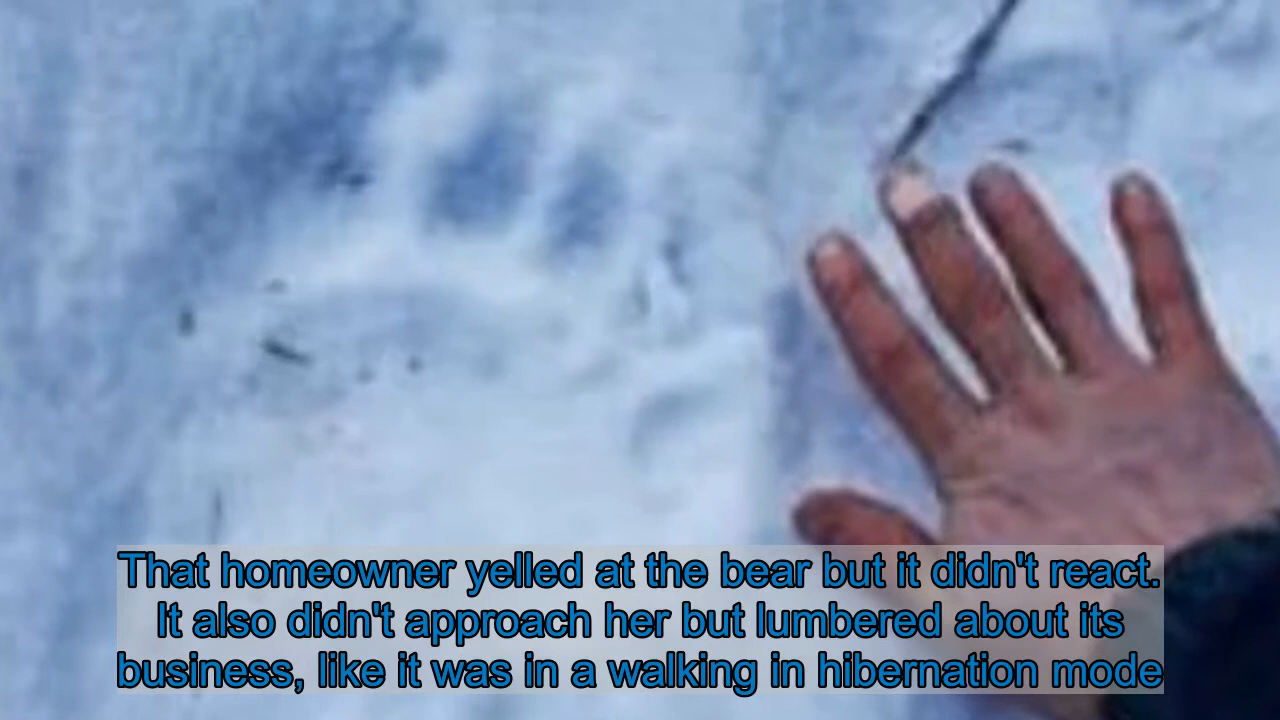 That homeowner yelled at the bear but it didn't react.
It also didn't approach her but lumbered about its
business, like it was in a walking in hibernation mode